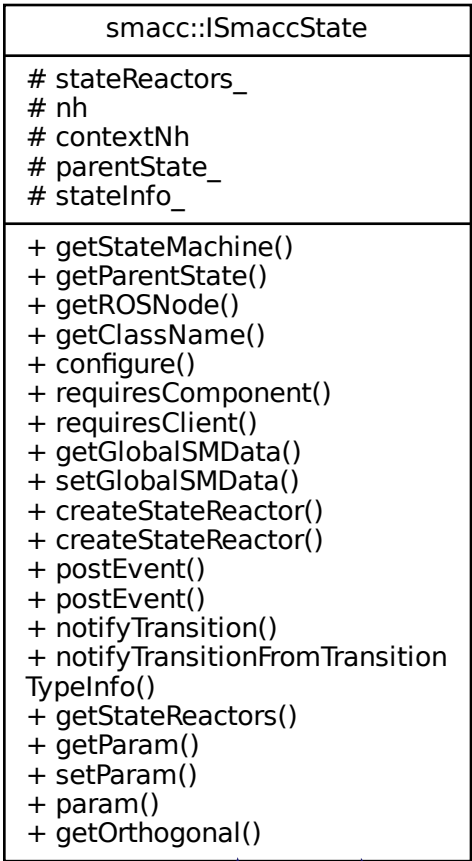 smacc::ISmaccState
# stateReactors_
# nh
# contextNh
# parentState_
# stateInfo_
+ getStateMachine()
+ getParentState()
+ getROSNode()
+ getClassName()
+ configure()
+ requiresComponent()
+ requiresClient()
+ getGlobalSMData()
+ setGlobalSMData()
+ createStateReactor()
+ createStateReactor()
+ postEvent()
+ postEvent()
+ notifyTransition()
+ notifyTransitionFromTransition
TypeInfo()
+ getStateReactors()
+ getParam()
+ setParam()
+ param()
+ getOrthogonal()